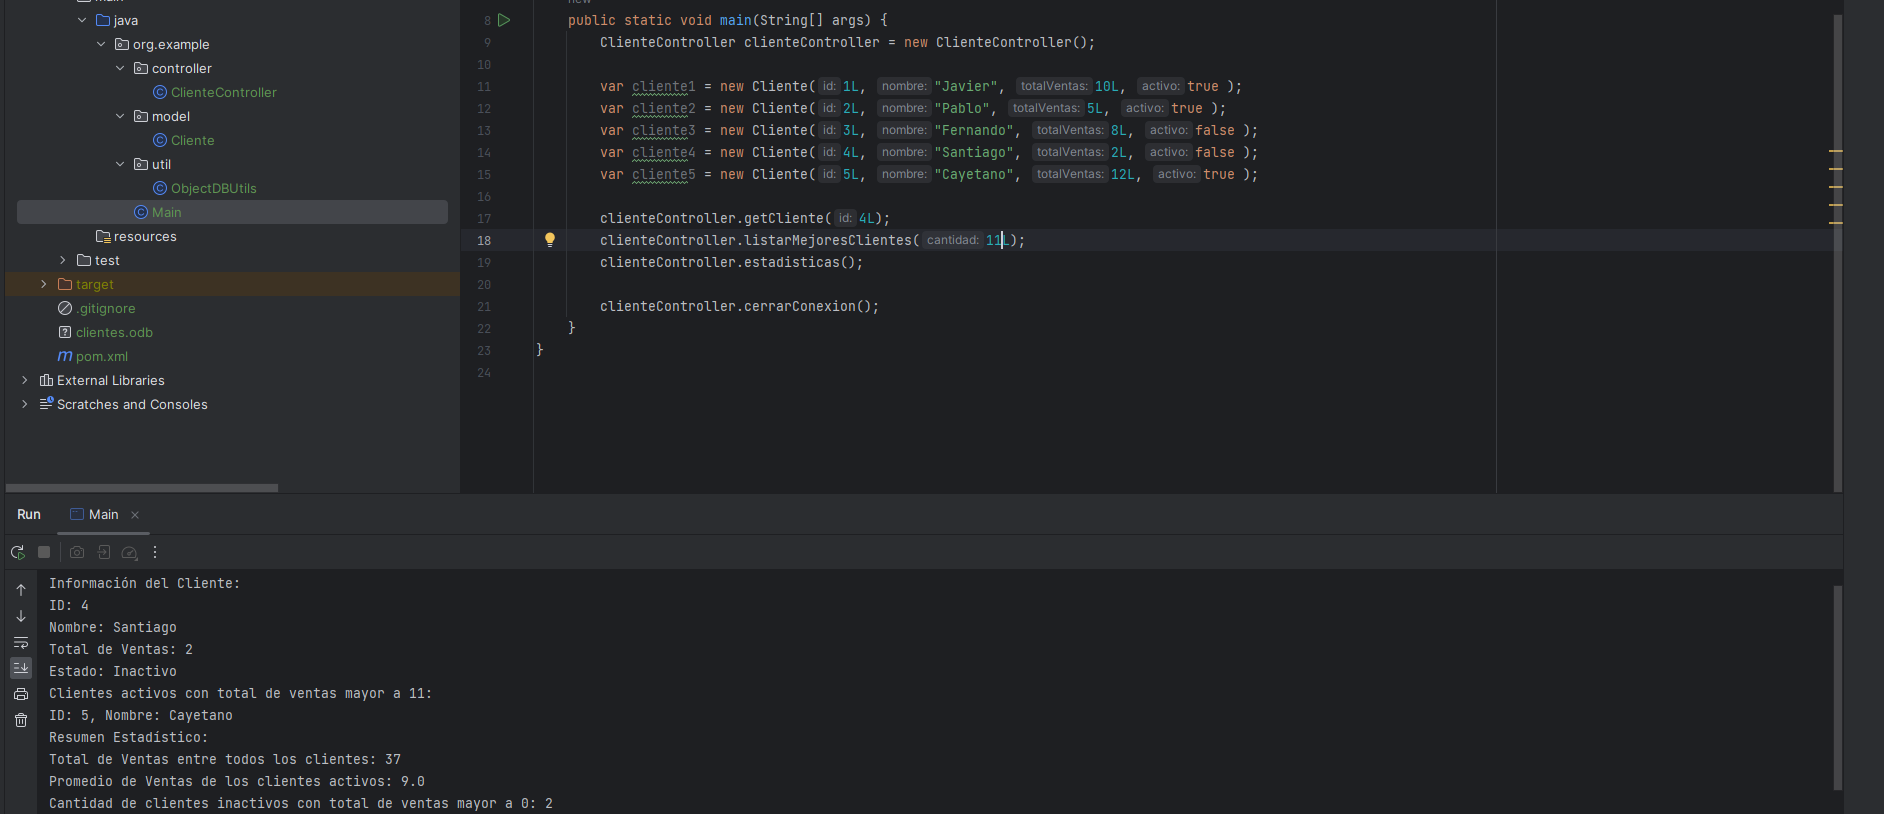 main
java
org.example
controller
ClienteController
model
Cliente
util
ObjectDBUtils
Main
resources
test
target
.gitignore
clientes.odb
m pom.xml
External Libraries
Scratches and Consoles
new
8 public static void main(String[] args) {
9 ClienteController clienteController = new ClienteController();
10
11 var cliente1 = new Cliente( id: 1L, nombre: "Javier", totalVentas: 10L, activo: true );
12 var cliente2 = new Cliente( id: 2L, nombre: "Pablo", totalVentas: 5L, activo: true );
13 var cliente3 = new Cliente( id: 3L, nombre: "Fernando", totalVentas: 8L, activo: false );
14 var cliente4 = new Cliente( id: 4L, nombre: "Santiago", totalVentas: 2L, activo: false );
15 var cliente5 = new Cliente( id: 5L, nombre: "Cayetano", totalVentas: 12L, activo: true );
16
17 clienteController.getCliente( id: 4L);
18 clienteController.listarMejoresClientes( cantidad: 11L);
19 clienteController.estadisticas();
20
21 clienteController.cerrarConexion();
22 }
23 }
24
Run Main
Información del Cliente:
ID: 4
Nombre: Santiago
Total de Ventas: 2
Estado: Inactivo
Clientes activos con total de ventas mayor a 11:
ID: 5, Nombre: Cayetano
Resumen Estadístico:
Total de Ventas entre todos los clientes: 37
Promedio de Ventas de los clientes activos: 9.0
Cantidad de clientes inactivos con total de ventas mayor a 0: 2